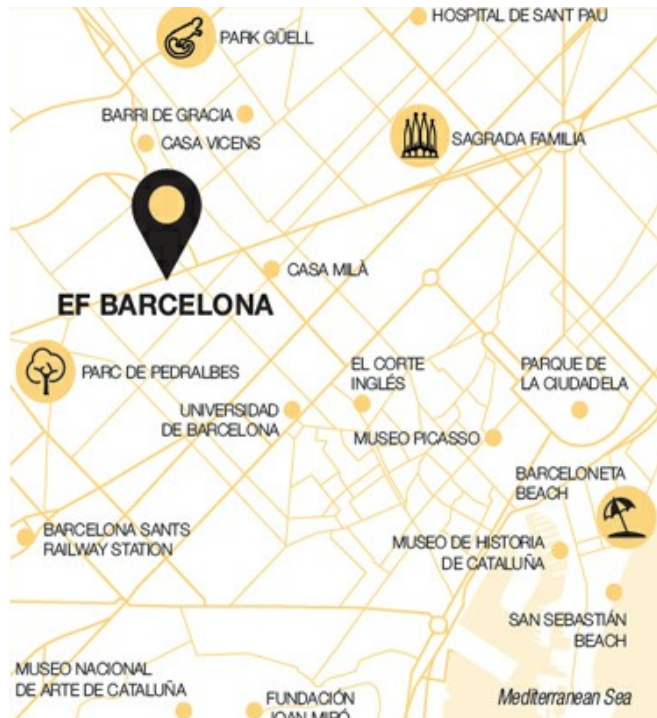 HOSPITAL DE SANT PAU
PARK GÜELL
BARRI DE GRACIA
CASA VICENS
SAGRADA FAMILIA
CASA MILÀ
EF BARCELONA
PARC DE PEDRALBES
EL CORTE
INGLÉS
PARQUE DE
LA CIUDADELA
UNIVERSIDAD
DE BARCELONA
MUSEO PICASSO
BARCELONETA
BEACH
BARCELONA SANTS
RAILWAY STATION
MUSEO DE HISTORIA
DE CATALUÑA
SAN SEBASTIÁN
BEACH
MUSEO NACIONAL
DE ARTE DE CATALUÑA
FUNDACIÓN
JOAN MIRÓ
Mediterranean Sea